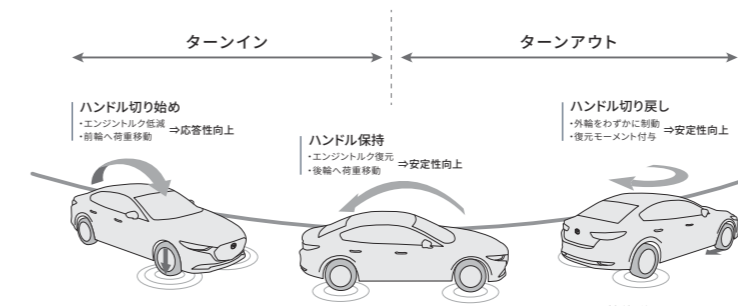 ターンイン
ターンアウト
ハンドル切り始め
・エンジントルク低減
・前輪へ荷重移動
⇒応答性向上
ハンドル保持
・エンジントルク復元
・後輪へ荷重移動
⇒安定性向上
ハンドル切り戻し
・外輪をわずかに制動
・復元モーメント付与
⇒安定性向上